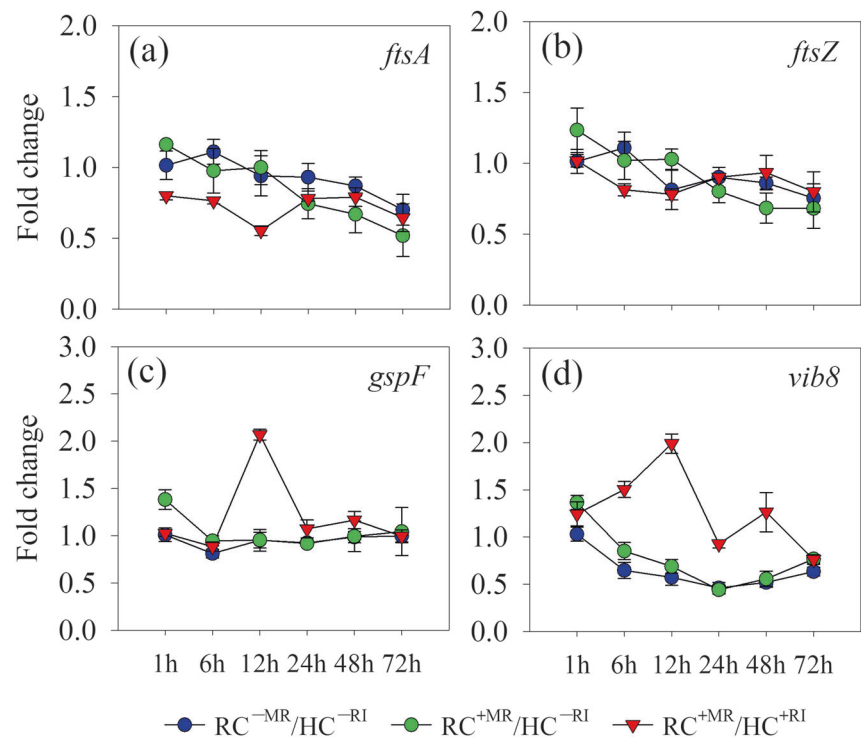 (a) ftsA
(b) ftsZ
2.0
1.5
1.0
0.5
0.0
Fold change
2.0
1.5
1.0
0.5
0.0
(c) gspF
(d) vib8
3.0
2.5
2.0
1.5
1.0
0.5
0.0
Fold change
3.0
2.5
2.0
1.5
1.0
0.5
0.0
1h 6h 12h 24h 48h 72h
1h 6h 12h 24h 48h 72h
RC⁻ᴹᴿ/HC⁻ᴿᴵ RC⁺ᴹᴿ/HC⁻ᴿᴵ RC⁺ᴹᴿ/HC⁺ᴿᴵ